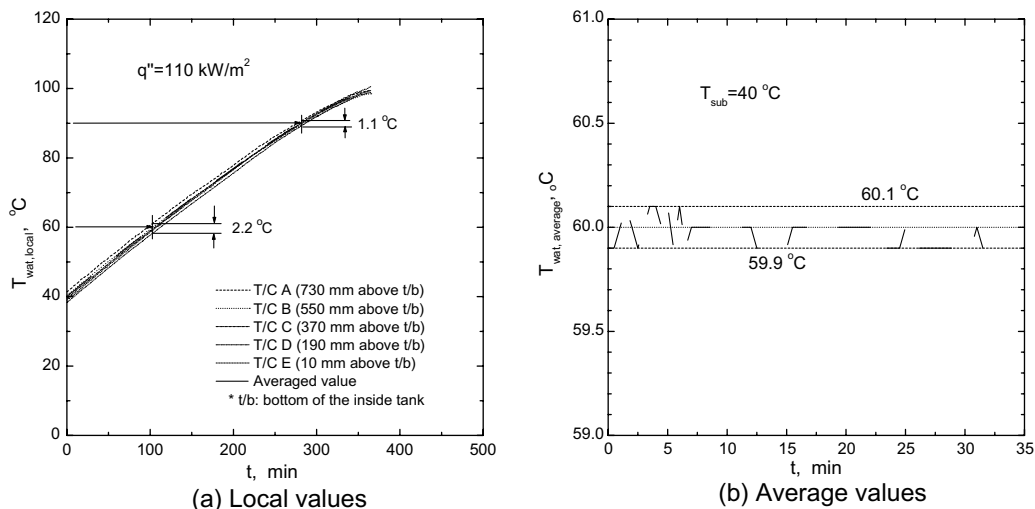 120
100
80
60
40
20
0
T_wat,local, °C
q"=110 kW/m²
1.1 °C
2.2 °C
T/C A (730 mm above t/b)
T/C B (550 mm above t/b)
T/C C (370 mm above t/b)
T/C D (190 mm above t/b)
T/C E (10 mm above t/b)
Averaged value
* t/b: bottom of the inside tank
0 100 200 300 400 500
t, min
(a) Local values
61.0
60.5
60.0
59.5
59.0
T_wat, average, °C
T_sub=40 °C
60.1 °C
59.9 °C
0 5 10 15 20 25 30 35
t, min
(b) Average values